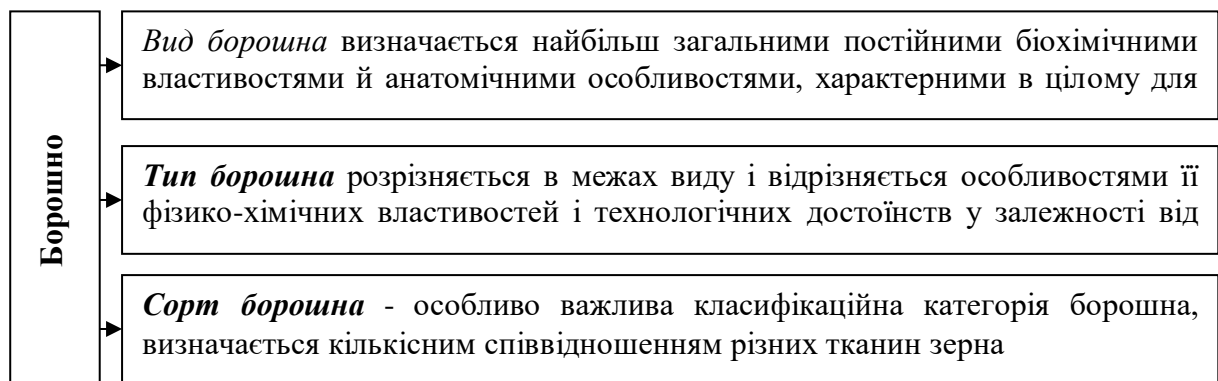 Борошно
Вид борошна визначається найбільш загальними постійними біохімічними
властивостями й анатомічними особливостями, характерними в цілому для
Тип борошна розрізняється в межах виду і відрізняється особливостями її
фізико-хімічних властивостей і технологічних достоїнств у залежності від
Сорт борошна - особливо важлива класифікаційна категорія борошна,
визначається кількісним співвідношенням різних тканин зерна